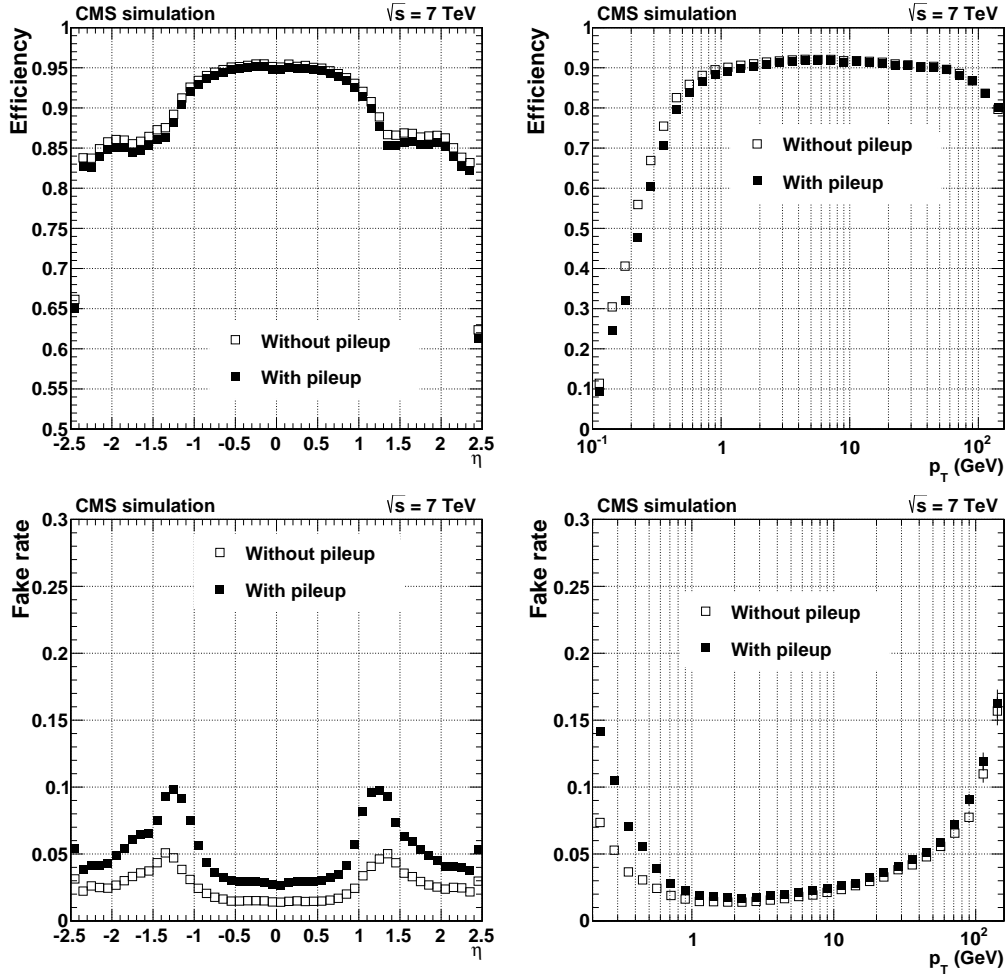 CMS simulation √s = 7 TeV
Efficiency
1
0.95
0.9
0.85
0.8
0.75
0.7
0.65
0.6
0.55
0.5
Without pileup
With pileup
-2.5 -2 -1.5 -1 -0.5 0 0.5 1 1.5 2 2.5
η
CMS simulation √s = 7 TeV
Efficiency
1
0.9
0.8
0.7
0.6
0.5
0.4
0.3
0.2
0.1
0
Without pileup
With pileup
10⁻¹ 1 10 10²
p_T (GeV)
CMS simulation √s = 7 TeV
Fake rate
0.3
0.25
0.2
0.15
0.1
0.05
0
Without pileup
With pileup
-2.5 -2 -1.5 -1 -0.5 0 0.5 1 1.5 2 2.5
η
CMS simulation √s = 7 TeV
Fake rate
0.3
0.25
0.2
0.15
0.1
0.05
0
Without pileup
With pileup
1 10 10²
p_T (GeV)